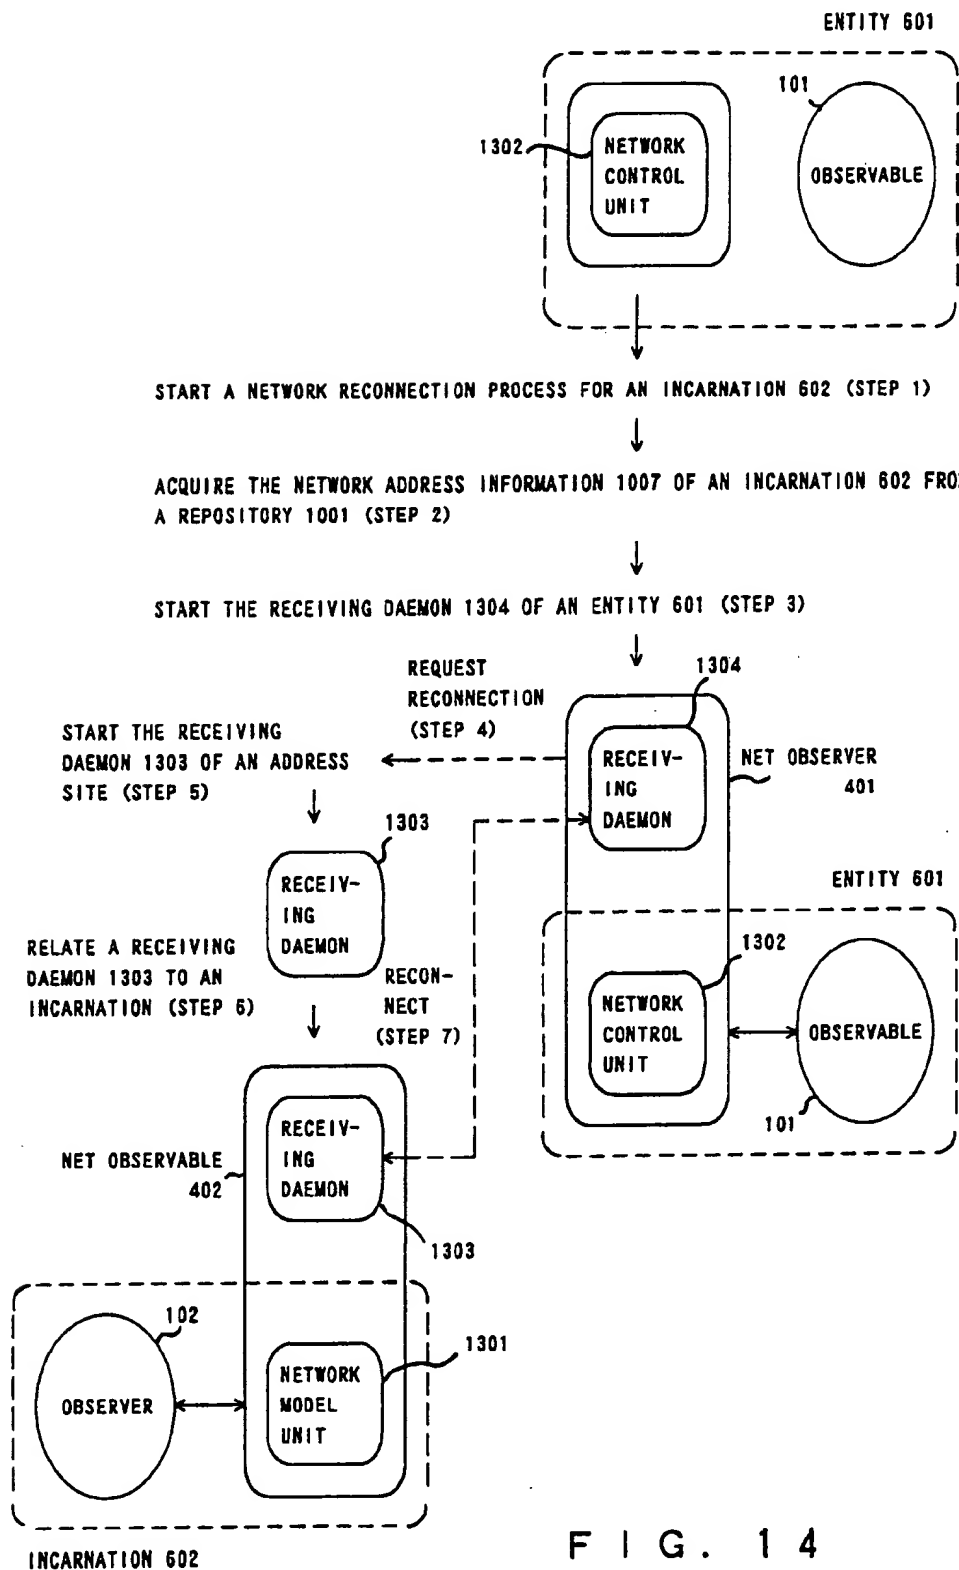 ENTITY 601
101
1302
NETWORK
CONTROL
UNIT
OBSERVABLE
START A NETWORK RECONNECTION PROCESS FOR AN INCARNATION 602 (STEP 1)
ACQUIRE THE NETWORK ADDRESS INFORMATION 1007 OF AN INCARNATION 602 FRO
A REPOSITORY 1001 (STEP 2)
START THE RECEIVING DAEMON 1304 OF AN ENTITY 601 (STEP 3)
REQUEST
RECONNECTION
(STEP 4)
1304
START THE RECEIVING
DAEMON 1303 OF AN ADDRESS
SITE (STEP 5)
RECEIV-
ING
DAEMON
NET OBSERVER
401
1303
RECEIV-
ING
DAEMON
ENTITY 601
RELATE A RECEIVING
DAEMON 1303 TO AN
INCARNATION (STEP 6)
RECON-
NECT
(STEP 7)
1302
NETWORK
CONTROL
UNIT
OBSERVABLE
101
RECEIV-
ING
DAEMON
NET OBSERVABLE
402
1303
102
1301
OBSERVER
NETWORK
MODEL
UNIT
INCARNATION 602
FIG. 14